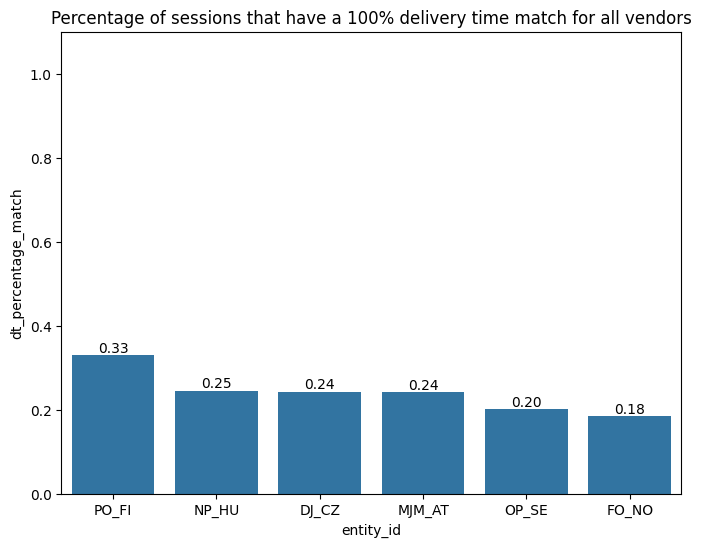 Percentage of sessions that have a 100% delivery time match for all vendors
1.0
0.8
0.6
0.4
0.2
0.0
dt_percentage_match
0.33
0.25
0.24
0.24
0.20
0.18
PO_FI
NP_HU
DJ_CZ
MJM_AT
OP_SE
FO_NO
entity_id